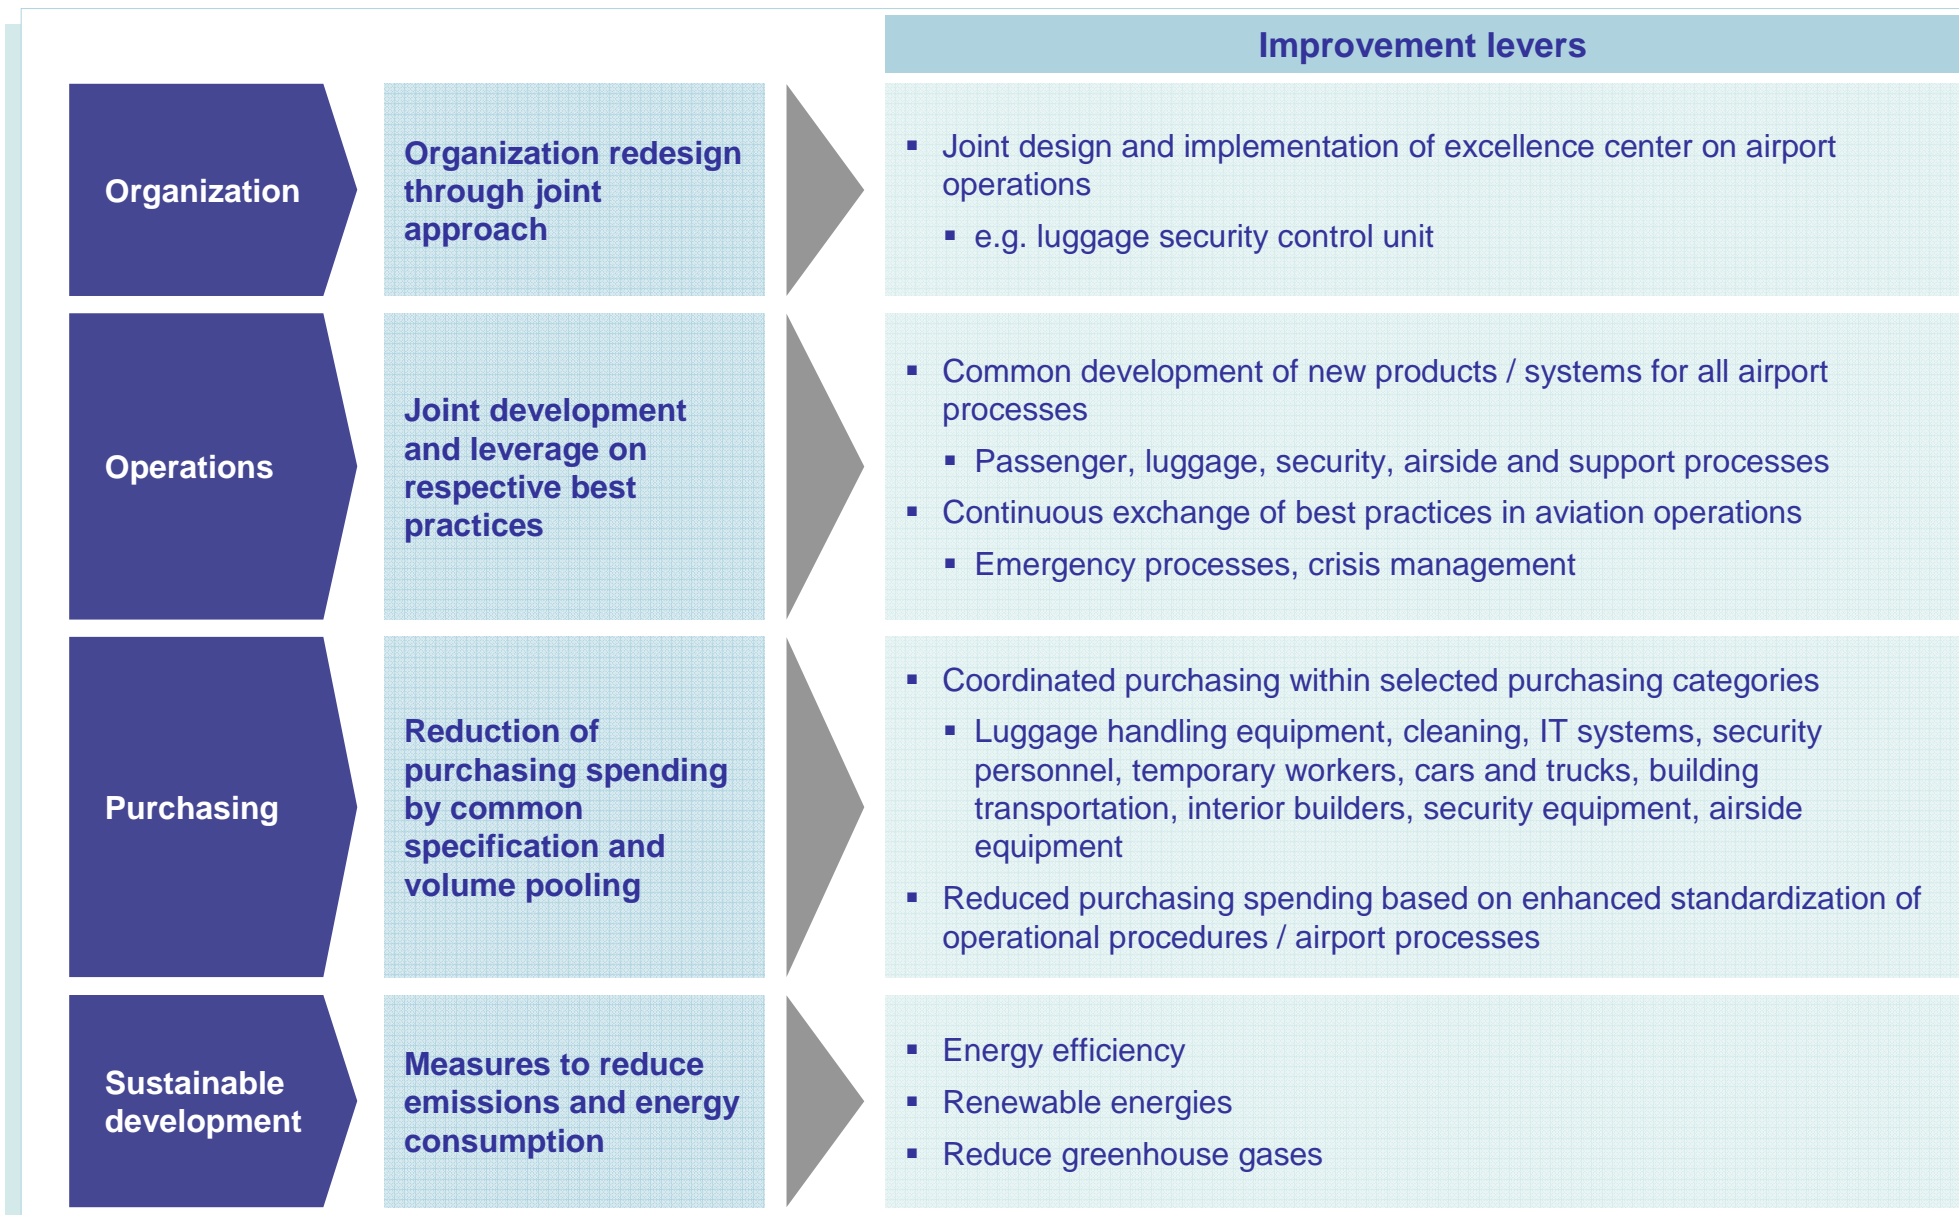 Improvement levers
Organization
Organization redesign
through joint
approach
▪ Joint design and implementation of excellence center on airport
operations
▪ e.g. luggage security control unit
Operations
Joint development
and leverage on
respective best
practices
▪ Common development of new products / systems for all airport
processes
▪ Passenger, luggage, security, airside and support processes
▪ Continuous exchange of best practices in aviation operations
▪ Emergency processes, crisis management
Purchasing
Reduction of
purchasing spending
by common
specification and
volume pooling
▪ Coordinated purchasing within selected purchasing categories
▪ Luggage handling equipment, cleaning, IT systems, security
personnel, temporary workers, cars and trucks, building
transportation, interior builders, security equipment, airside
equipment
▪ Reduced purchasing spending based on enhanced standardization of
operational procedures / airport processes
Sustainable
development
Measures to reduce
emissions and energy
consumption
▪ Energy efficiency
▪ Renewable energies
▪ Reduce greenhouse gases